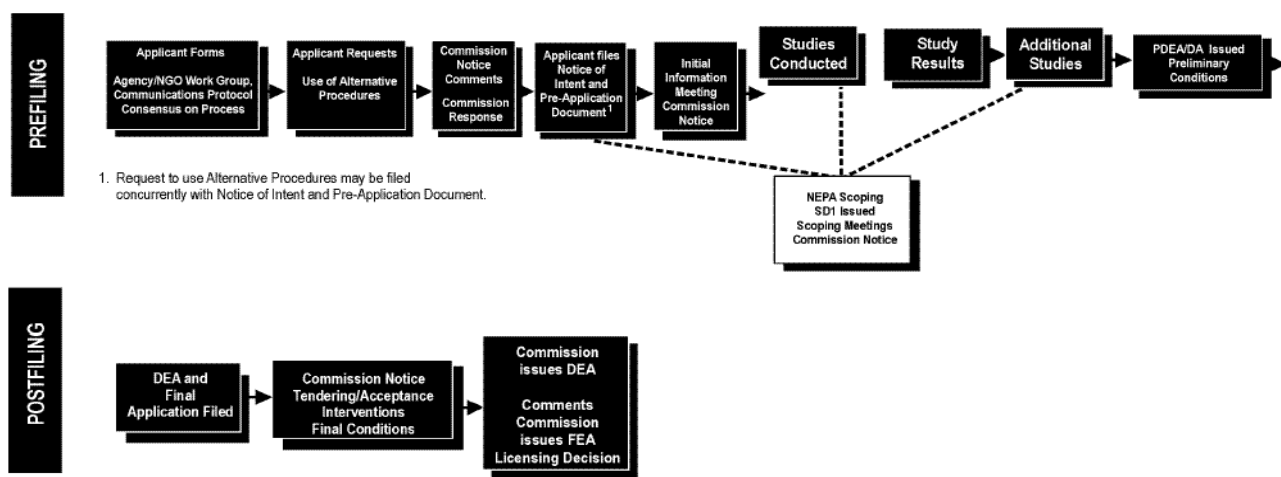 PREFILING
Applicant Forms
Agency/NGO Work Group,
Communications Protocol
Consensus on Process
Applicant Requests
Use of Alternative
Procedures
Commission
Notice
Comments
Commission
Response
Applicant files
Notice of
Intent and
Pre-Application
Document1
Initial
Information
Meeting
Commission
Notice
Studies
Conducted
Study
Results
Additional
Studies
PDEA/DA Issued
Preliminary
Conditions
1. Request to use Alternative Procedures may be filed
concurrently with Notice of Intent and Pre-Application Document.
NEPA Scoping
SD1 Issued
Scoping Meetings
Commission Notice
POSTFILING
DEA and
Final
Application Filed
Commission Notice
Tendering/Acceptance
Interventions
Final Conditions
Commission
issues DEA
Comments
Commission
issues FEA
Licensing Decision